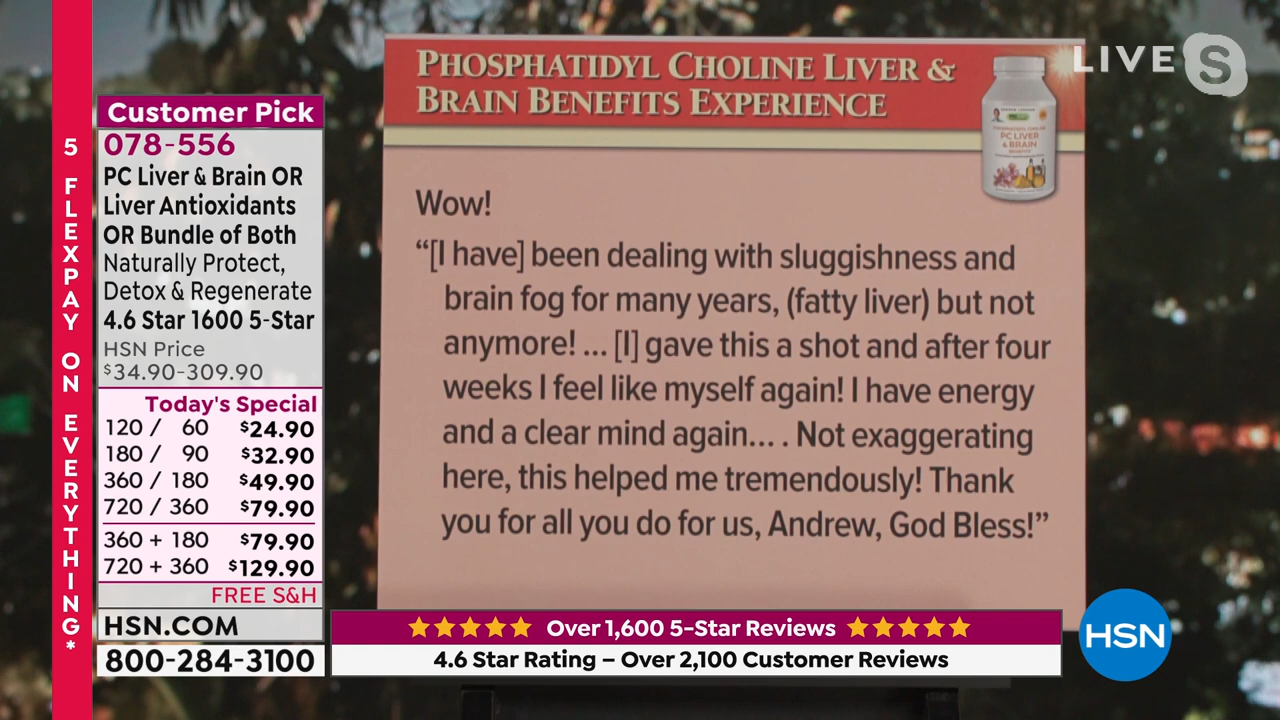 5 FLEXPAY ON EVERYTHING*
Customer Pick
078-556
PC Liver & Brain OR
Liver Antioxidants
OR Bundle of Both
Naturally Protect,
Detox & Regenerate
4.6 Star 1600 5-Star
HSN Price
$34.90-309.90
Today's Special
120 / 60 $24.90
180 / 90 $32.90
360 / 180 $49.90
720 / 360 $79.90
360 + 180 $79.90
720 + 360 $129.90
FREE S&H
HSN.COM
800-284-3100
PHOSPHATIDYL CHOLINE LIVER &
BRAIN BENEFITS EXPERIENCE
LIVE S
PC LIVER
& BRAIN
Wow!
“[I have] been dealing with sluggishness and
brain fog for many years, (fatty liver) but not
anymore! ... [I] gave this a shot and after four
weeks I feel like myself again! I have energy
and a clear mind again.... Not exaggerating
here, this helped me tremendously! Thank
you for all you do for us, Andrew, God Bless!”
Over 1,600 5-Star Reviews
4.6 Star Rating – Over 2,100 Customer Reviews
HSN